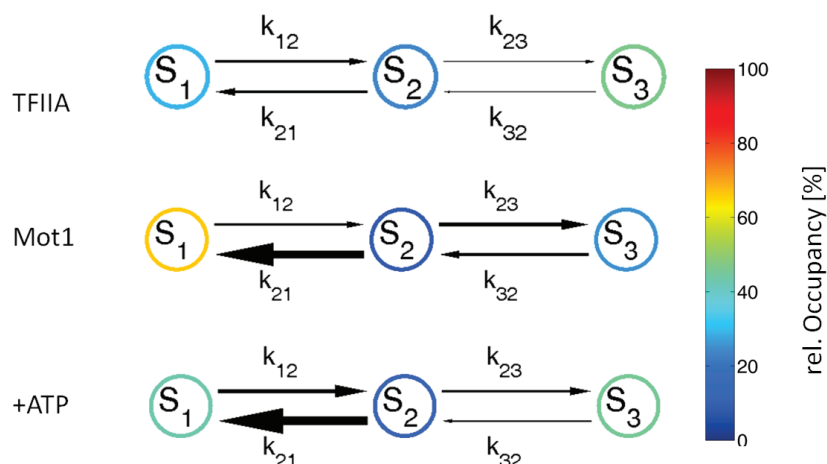 k12 k23
S1 S2 S3
TFIIA
k21 k32
k12 k23
Mot1 S1 S2 S3
k21 k32
k12 k23
+ATP S1 S2 S3
k21 k32
100
80
60
40
20
0
rel. Occupancy [%]